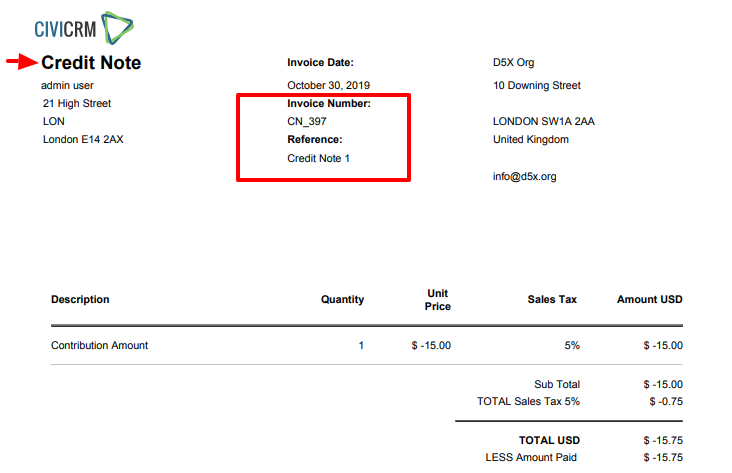 CIVICRM
Credit Note
admin user
21 High Street
LON
London E14 2AX
Invoice Date:
October 30, 2019
Invoice Number:
CN_397
Reference:
Credit Note 1
D5X Org
10 Downing Street
LONDON SW1A 2AA
United Kingdom
info@d5x.org
Description Quantity Unit Price Sales Tax Amount USD
Contribution Amount 1 $ -15.00 5% $ -15.00
Sub Total $ -15.00
TOTAL Sales Tax 5% $ -0.75
TOTAL USD $ -15.75
LESS Amount Paid $ -15.75